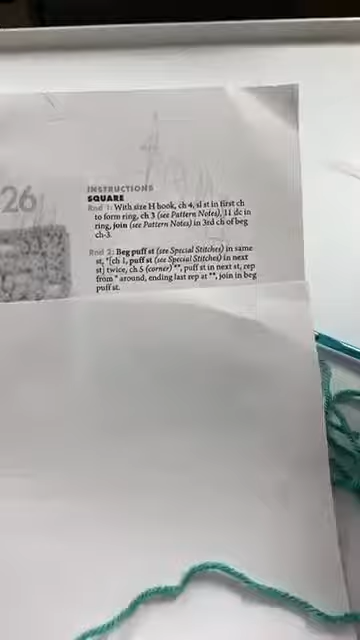 26
INSTRUCTIONS
SQUARE
Rnd 1: With size H hook, ch 4, sl st in first ch
to form ring, ch 3 (see Pattern Notes), 11 dc in
ring, join (see Pattern Notes) in 3rd ch of beg
ch-3.
Rnd 2: Beg puff st (see Special Stitches) in same
st, *[ch 1, puff st (see Special Stitches) in next
st] twice, ch 5 (corner) **, puff st in next st, rep
from * around, ending last rep at **, join in beg
puff st.